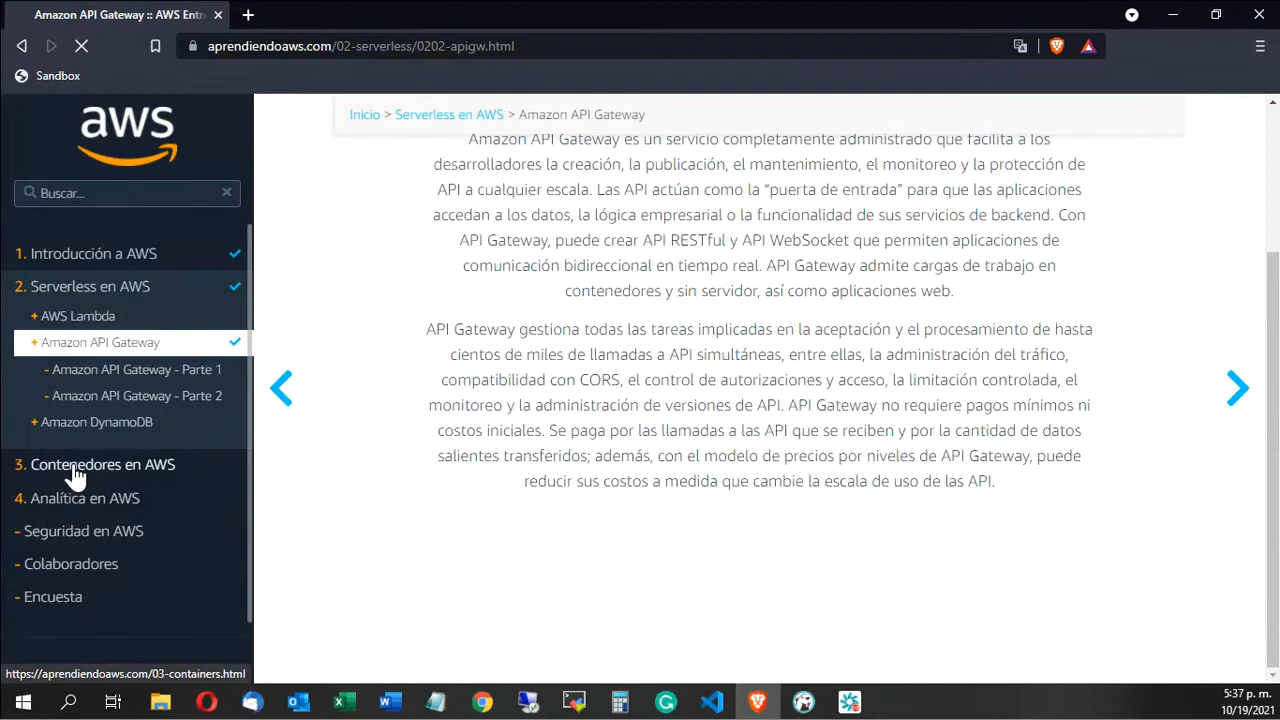 Amazon API Gateway :: AWS Entr
aprendiendoaws.com/02-serverless/0202-apigw.html
Sandbox
aws
Buscar...
1. Introducción a AWS
2. Serverless en AWS
+ AWS Lambda
+ Amazon API Gateway
- Amazon API Gateway - Parte 1
- Amazon API Gateway - Parte 2
+ Amazon DynamoDB
3. Contenedores en AWS
4. Analítica en AWS
- Seguridad en AWS
- Colaboradores
- Encuesta
https://aprendiendoaws.com/03-containers.html
Inicio > Serverless en AWS > Amazon API Gateway
Amazon API Gateway es un servicio completamente administrado que facilita a los
desarrolladores la creación, la publicación, el mantenimiento, el monitoreo y la protección de
API a cualquier escala. Las API actúan como la “puerta de entrada” para que las aplicaciones
accedan a los datos, la lógica empresarial o la funcionalidad de sus servicios de backend. Con
API Gateway, puede crear API RESTful y API WebSocket que permiten aplicaciones de
comunicación bidireccional en tiempo real. API Gateway admite cargas de trabajo en
contenedores y sin servidor, así como aplicaciones web.
API Gateway gestiona todas las tareas implicadas en la aceptación y el procesamiento de hasta
cientos de miles de llamadas a API simultáneas, entre ellas, la administración del tráfico,
compatibilidad con CORS, el control de autorizaciones y acceso, la limitación controlada, el
monitoreo y la administración de versiones de API. API Gateway no requiere pagos mínimos ni
costos iniciales. Se paga por las llamadas a las API que se reciben y por la cantidad de datos
salientes transferidos; además, con el modelo de precios por niveles de API Gateway, puede
reducir sus costos a medida que cambie la escala de uso de las API.
5:37 p. m.
10/19/2021